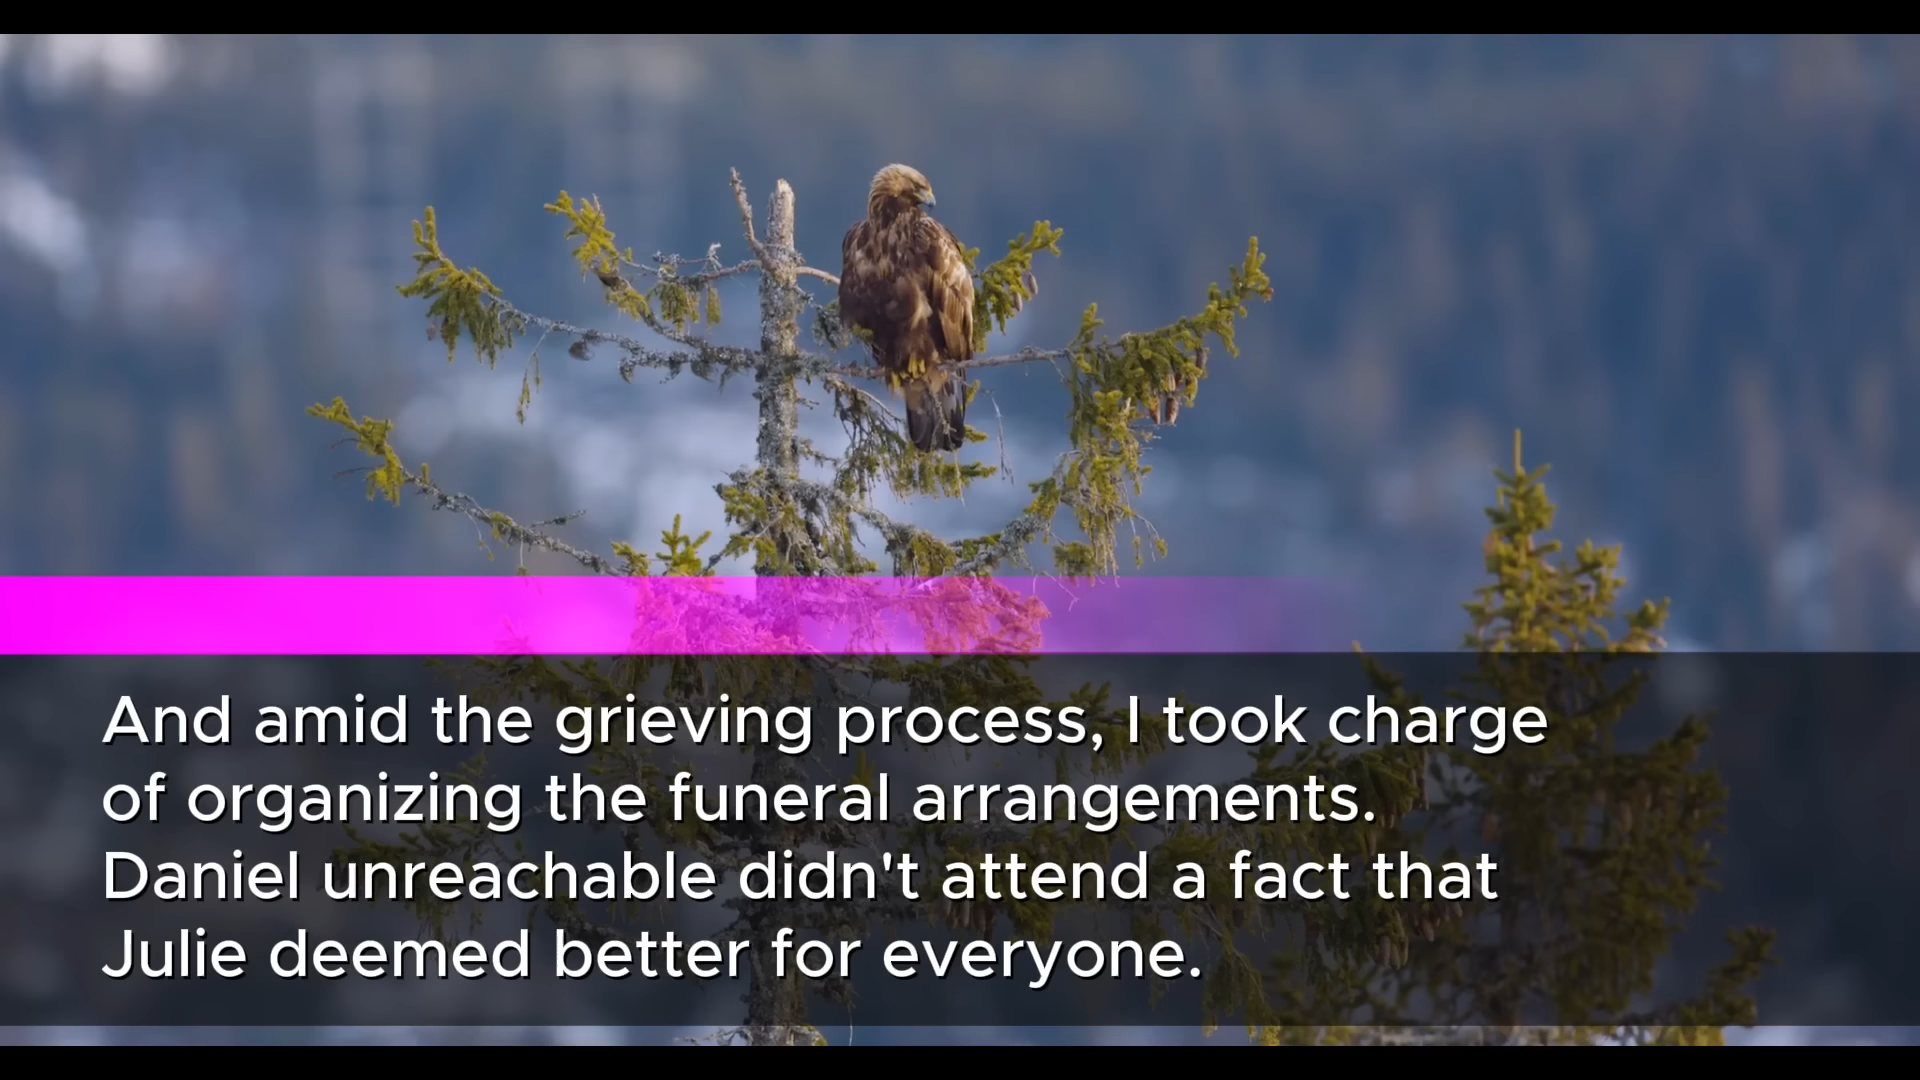 And amid the grieving process, I took charge
of organizing the funeral arrangements.
Daniel unreachable didn't attend a fact that
Julie deemed better for everyone.